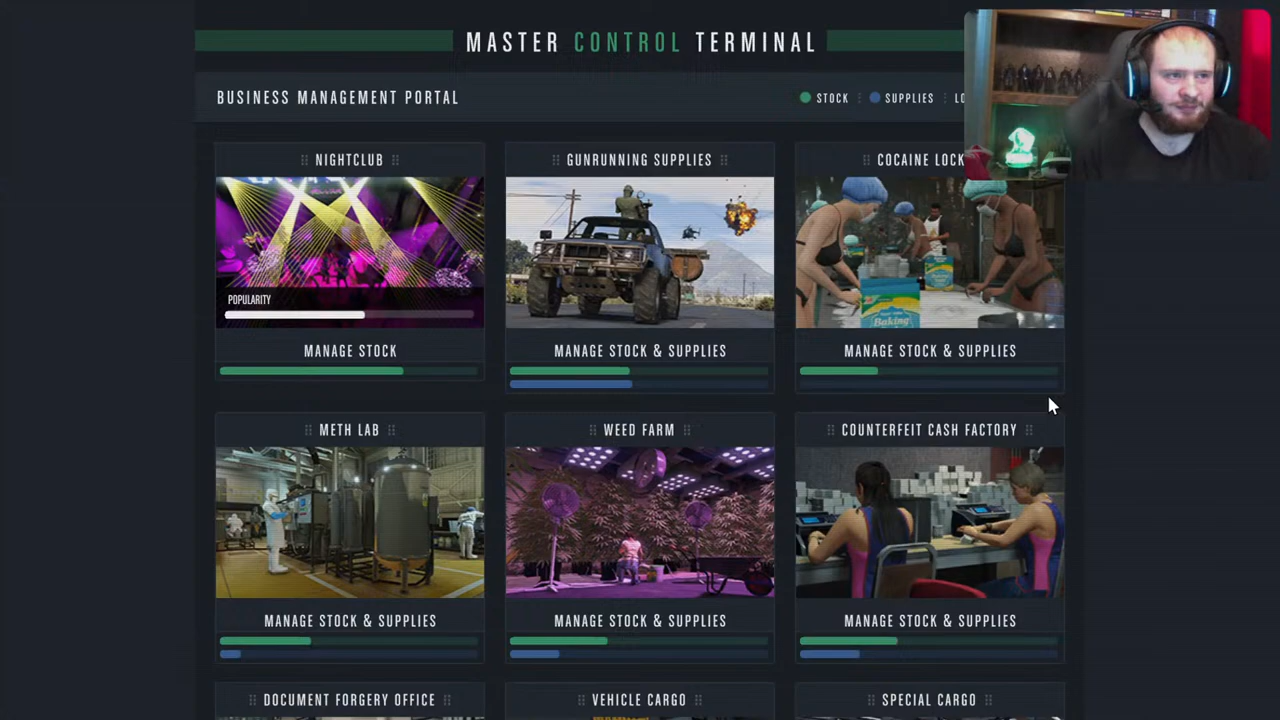 MASTER CONTROL TERMINAL
BUSINESS MANAGEMENT PORTAL
STOCK
SUPPLIES
NIGHTCLUB
GUNRUNNING SUPPLIES
COCAINE LOCK
POPULARITY
Baking
MANAGE STOCK
MANAGE STOCK & SUPPLIES
MANAGE STOCK & SUPPLIES
METH LAB
WEED FARM
COUNTERFEIT CASH FACTORY
MANAGE STOCK & SUPPLIES
MANAGE STOCK & SUPPLIES
MANAGE STOCK & SUPPLIES
DOCUMENT FORGERY OFFICE
VEHICLE CARGO
SPECIAL CARGO